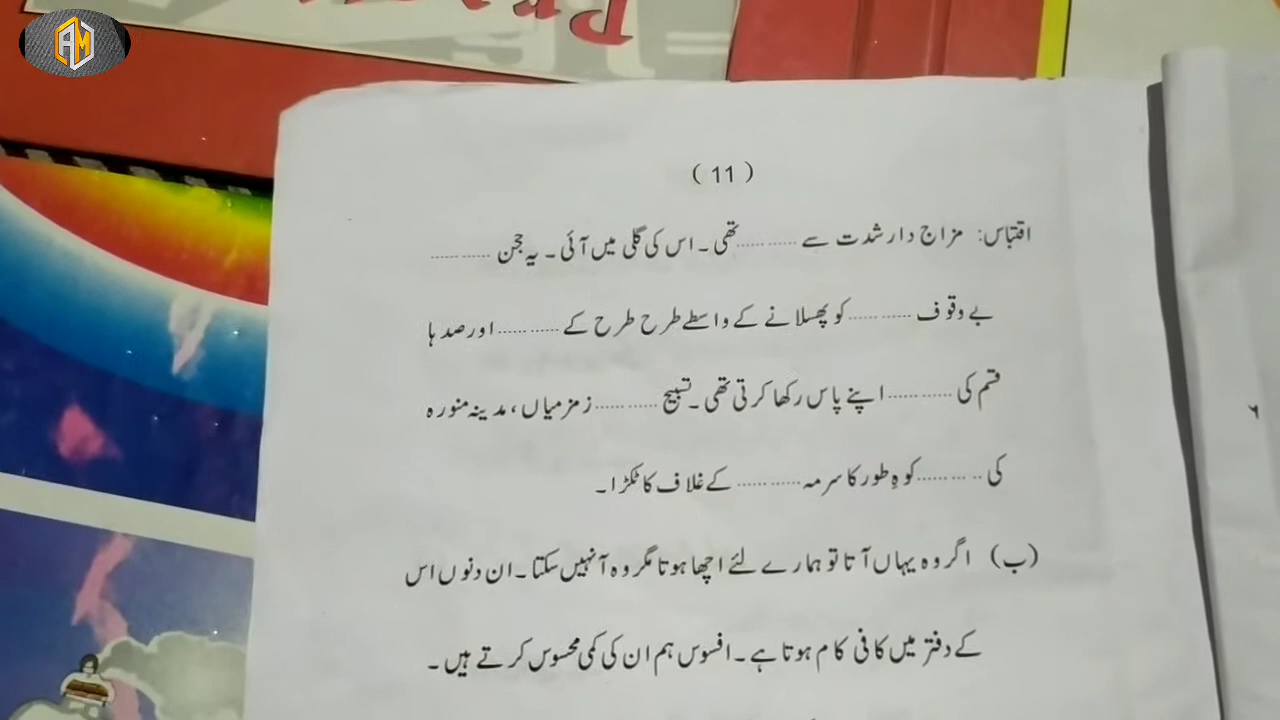 AM
( 11 )
اقتباس: مزاج دار شدت سے ............ تھی ۔ اس کی گلی میں آئی ۔ یہ جحن ............
بے وقوف ............ کو پھسلانے کے واسطے طرح طرح کے ............ اور صدہا
قسم کی ............ اپنے پاس رکھا کرتی تھی ۔ تسبیح ............ زمزمیاں، مدینہ منورہ
کی ............ کوہِ طور کا سرمہ ............ کے غلاف کا ٹکڑا ۔
(ب) اگر وہ یہاں آتا تو ہمارے لئے اچھا ہوتا مگر وہ آ نہیں سکتا ۔ ان دنوں اس
کے دفتر میں کافی کام ہوتا ہے ۔ افسوس ہم ان کی کمی محسوس کرتے ہیں ۔